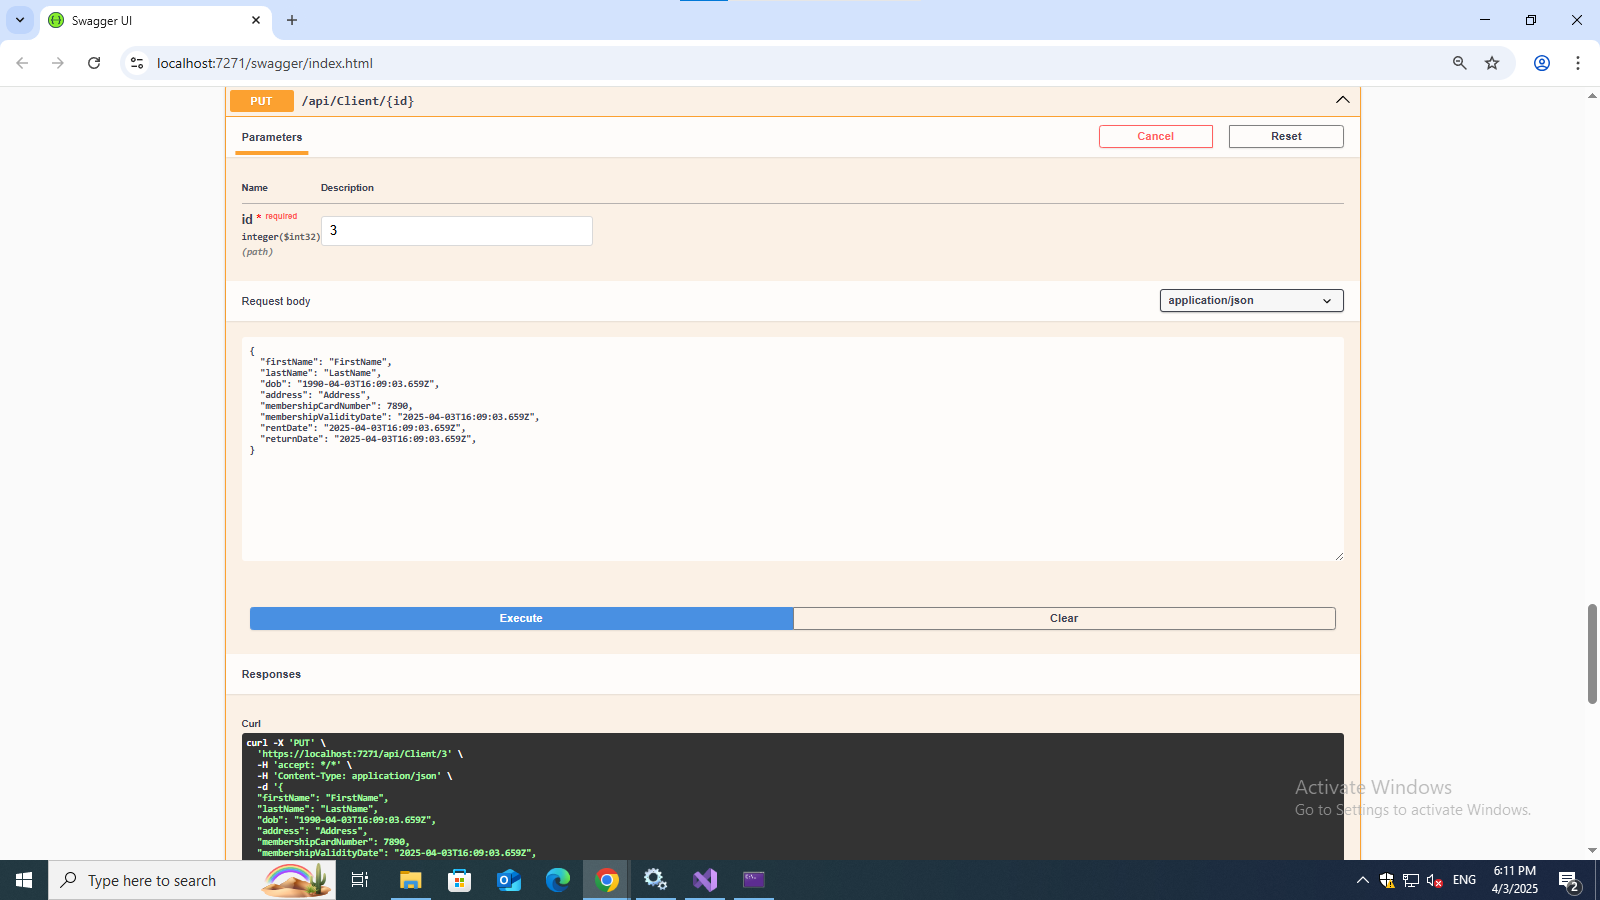 Swagger UI
localhost:7271/swagger/index.html
PUT /api/Client/{id}
Parameters
Cancel
Reset
Name Description
id * required
integer($int32)
(path)
3
Request body
application/json
{
"firstName": "FirstName",
"lastName": "LastName",
"dob": "1990-04-03T16:09:03.659Z",
"address": "Address",
"membershipCardNumber": 7890,
"membershipValidityDate": "2025-04-03T16:09:03.659Z",
"rentDate": "2025-04-03T16:09:03.659Z",
"returnDate": "2025-04-03T16:09:03.659Z",
}
Execute
Clear
Responses
Curl
curl -X 'PUT' \
'https://localhost:7271/api/Client/3' \
-H 'accept: */*' \
-H 'Content-Type: application/json' \
-d '{
"firstName": "FirstName",
"lastName": "LastName",
"dob": "1990-04-03T16:09:03.659Z",
"address": "Address",
"membershipCardNumber": 7890,
"membershipValidityDate": "2025-04-03T16:09:03.659Z",
Activate Windows
Go to Settings to activate Windows.
Type here to search
ENG
6:11 PM
4/3/2025
2